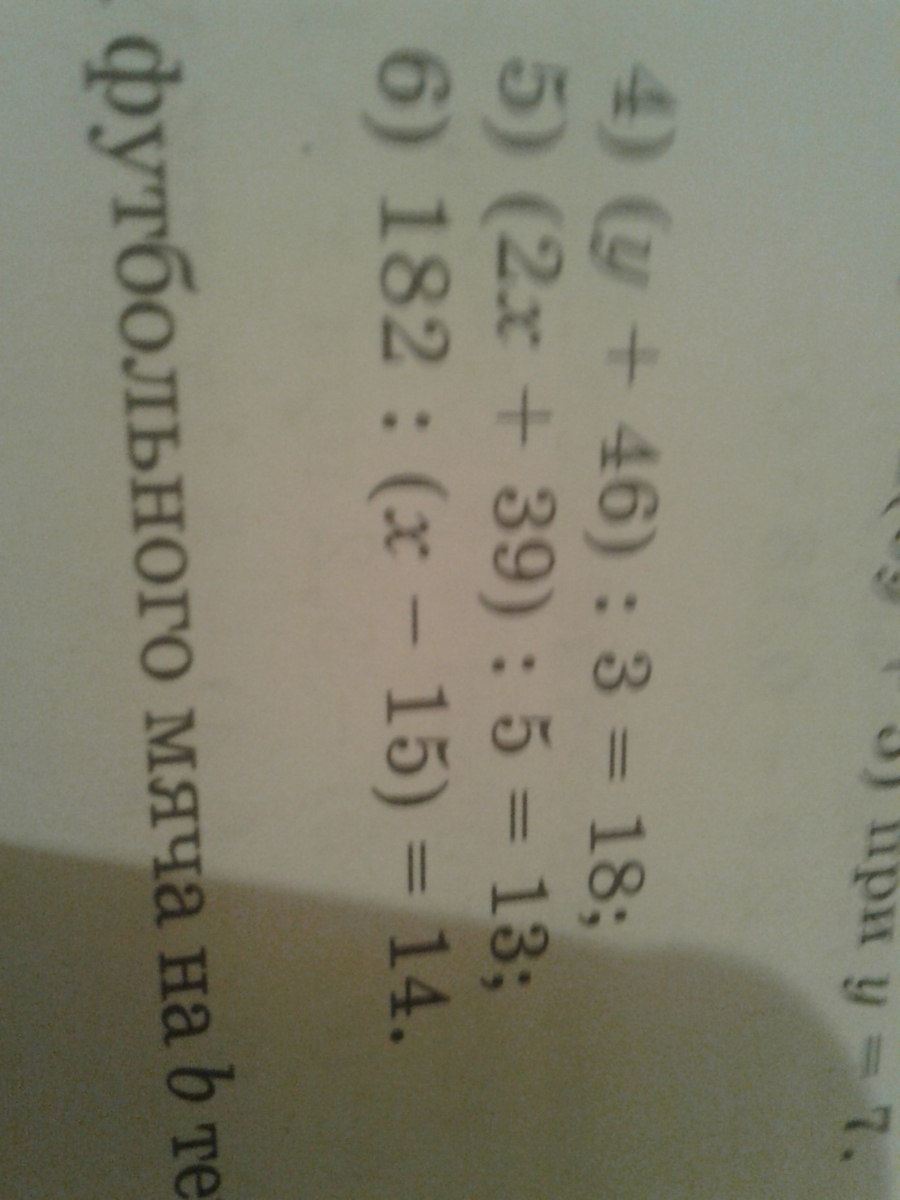 при y = 7.
4) (y + 46) : 3 = 18;
5) (2x + 39) : 5 = 13;
6) 182 : (x − 15) = 14.
футбольного мяча на b те